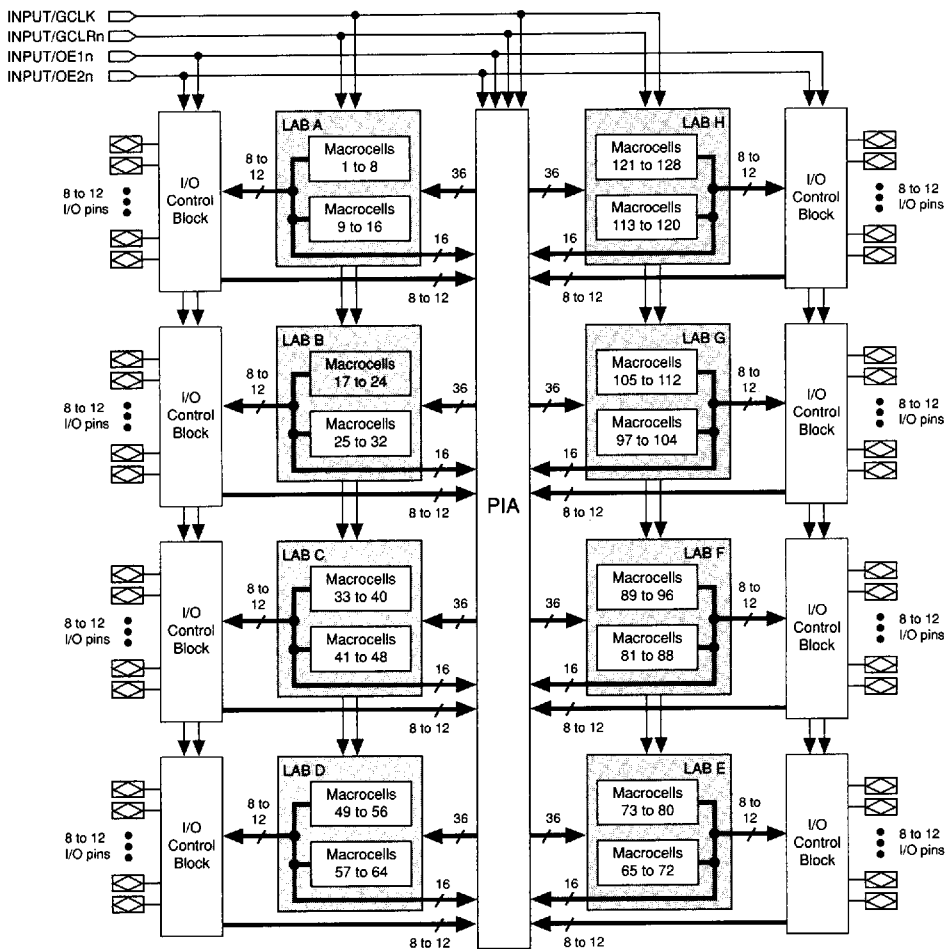 INPUT/GCLK
INPUT/GCLRn
INPUT/OE1n
INPUT/OE2n
LAB A
Macrocells
1 to 8
Macrocells
9 to 16
8 to
12
I/O
Control
Block
8 to 12
I/O pins
36
16
8 to 12
LAB H
Macrocells
121 to 128
Macrocells
113 to 120
8 to
12
I/O
Control
Block
8 to 12
I/O pins
36
16
8 to 12
LAB B
Macrocells
17 to 24
Macrocells
25 to 32
8 to
12
I/O
Control
Block
8 to 12
I/O pins
36
16
8 to 12
PIA
LAB G
Macrocells
105 to 112
Macrocells
97 to 104
8 to
12
I/O
Control
Block
8 to 12
I/O pins
36
16
8 to 12
LAB C
Macrocells
33 to 40
Macrocells
41 to 48
8 to
12
I/O
Control
Block
8 to 12
I/O pins
36
16
8 to 12
LAB F
Macrocells
89 to 96
Macrocells
81 to 88
8 to
12
I/O
Control
Block
8 to 12
I/O pins
36
16
8 to 12
LAB D
Macrocells
49 to 56
Macrocells
57 to 64
8 to
12
I/O
Control
Block
8 to 12
I/O pins
36
16
8 to 12
LAB E
Macrocells
73 to 80
Macrocells
65 to 72
8 to
12
I/O
Control
Block
8 to 12
I/O pins
36
16
8 to 12